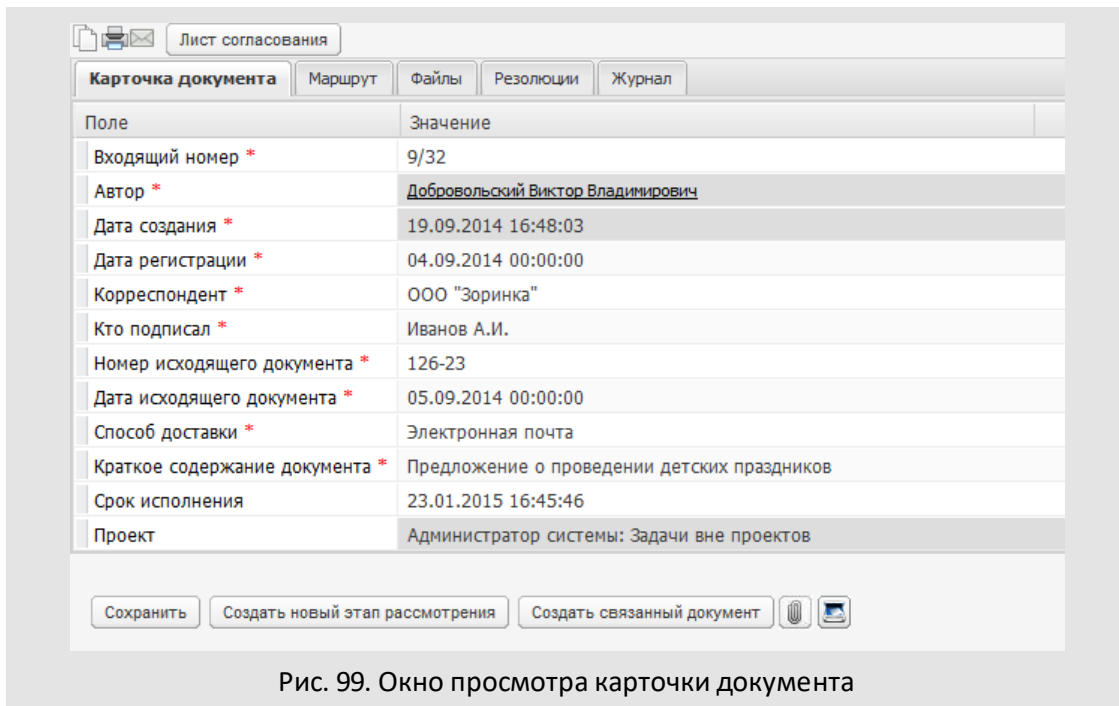 Лист согласования
Карточка документа Маршрут Файлы Резолюции Журнал
Поле Значение
Входящий номер * 9/32
Автор * Добровольский Виктор Владимирович
Дата создания * 19.09.2014 16:48:03
Дата регистрации * 04.09.2014 00:00:00
Корреспондент * ООО "Зоринка"
Кто подписал * Иванов А.И.
Номер исходящего документа * 126-23
Дата исходящего документа * 05.09.2014 00:00:00
Способ доставки * Электронная почта
Краткое содержание документа * Предложение о проведении детских праздников
Срок исполнения 23.01.2015 16:45:46
Проект Администратор системы: Задачи вне проектов
Сохранить Создать новый этап рассмотрения Создать связанный документ
Рис. 99. Окно просмотра карточки документа